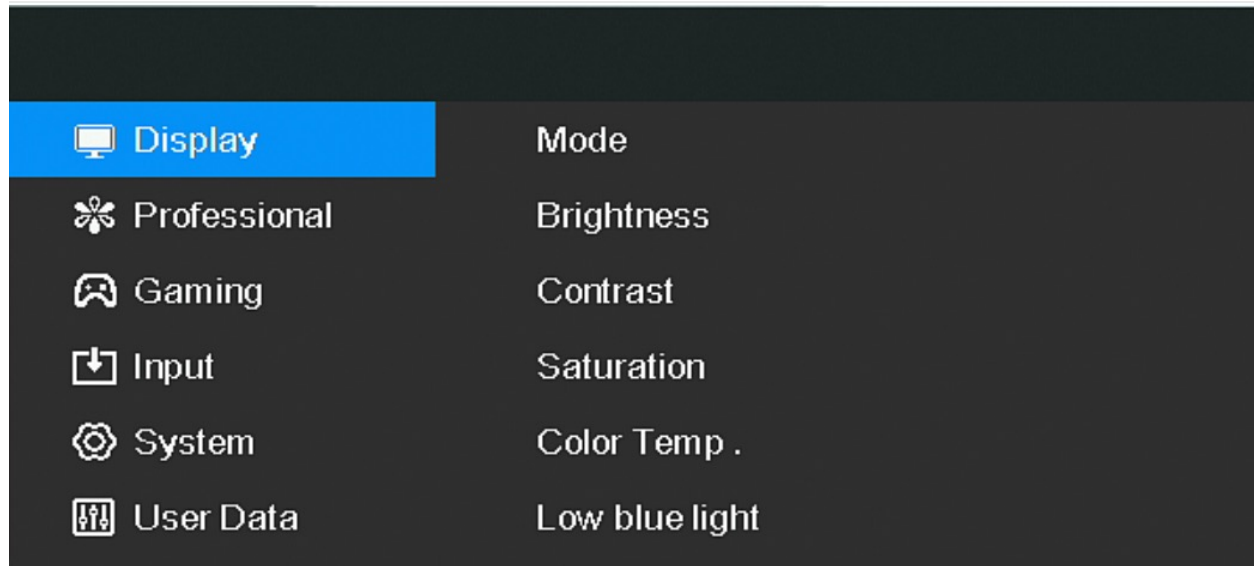 Display
Professional
Gaming
Input
System
User Data
Mode
Brightness
Contrast
Saturation
Color Temp .
Low blue light